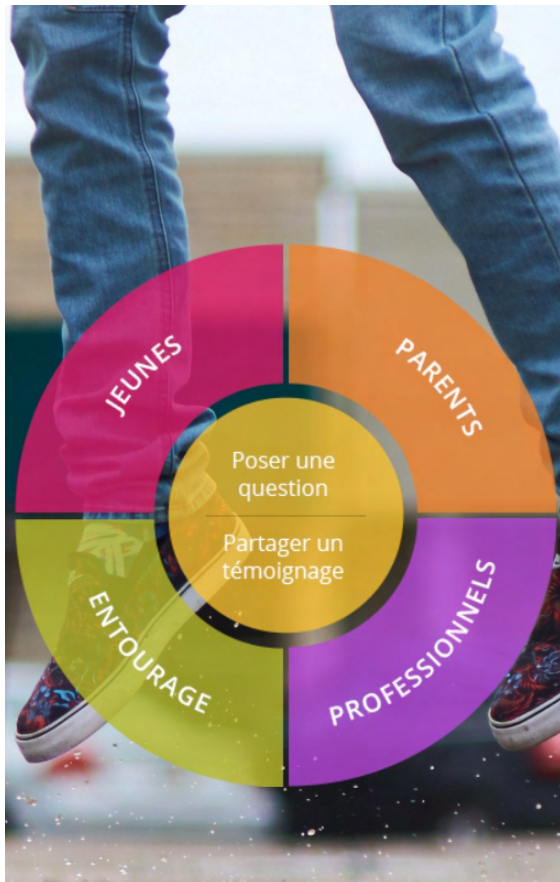 JEUNES
PARENTS
Poser une
question
Partager un
témoignage
ENTOURAGE
PROFESSIONNELS